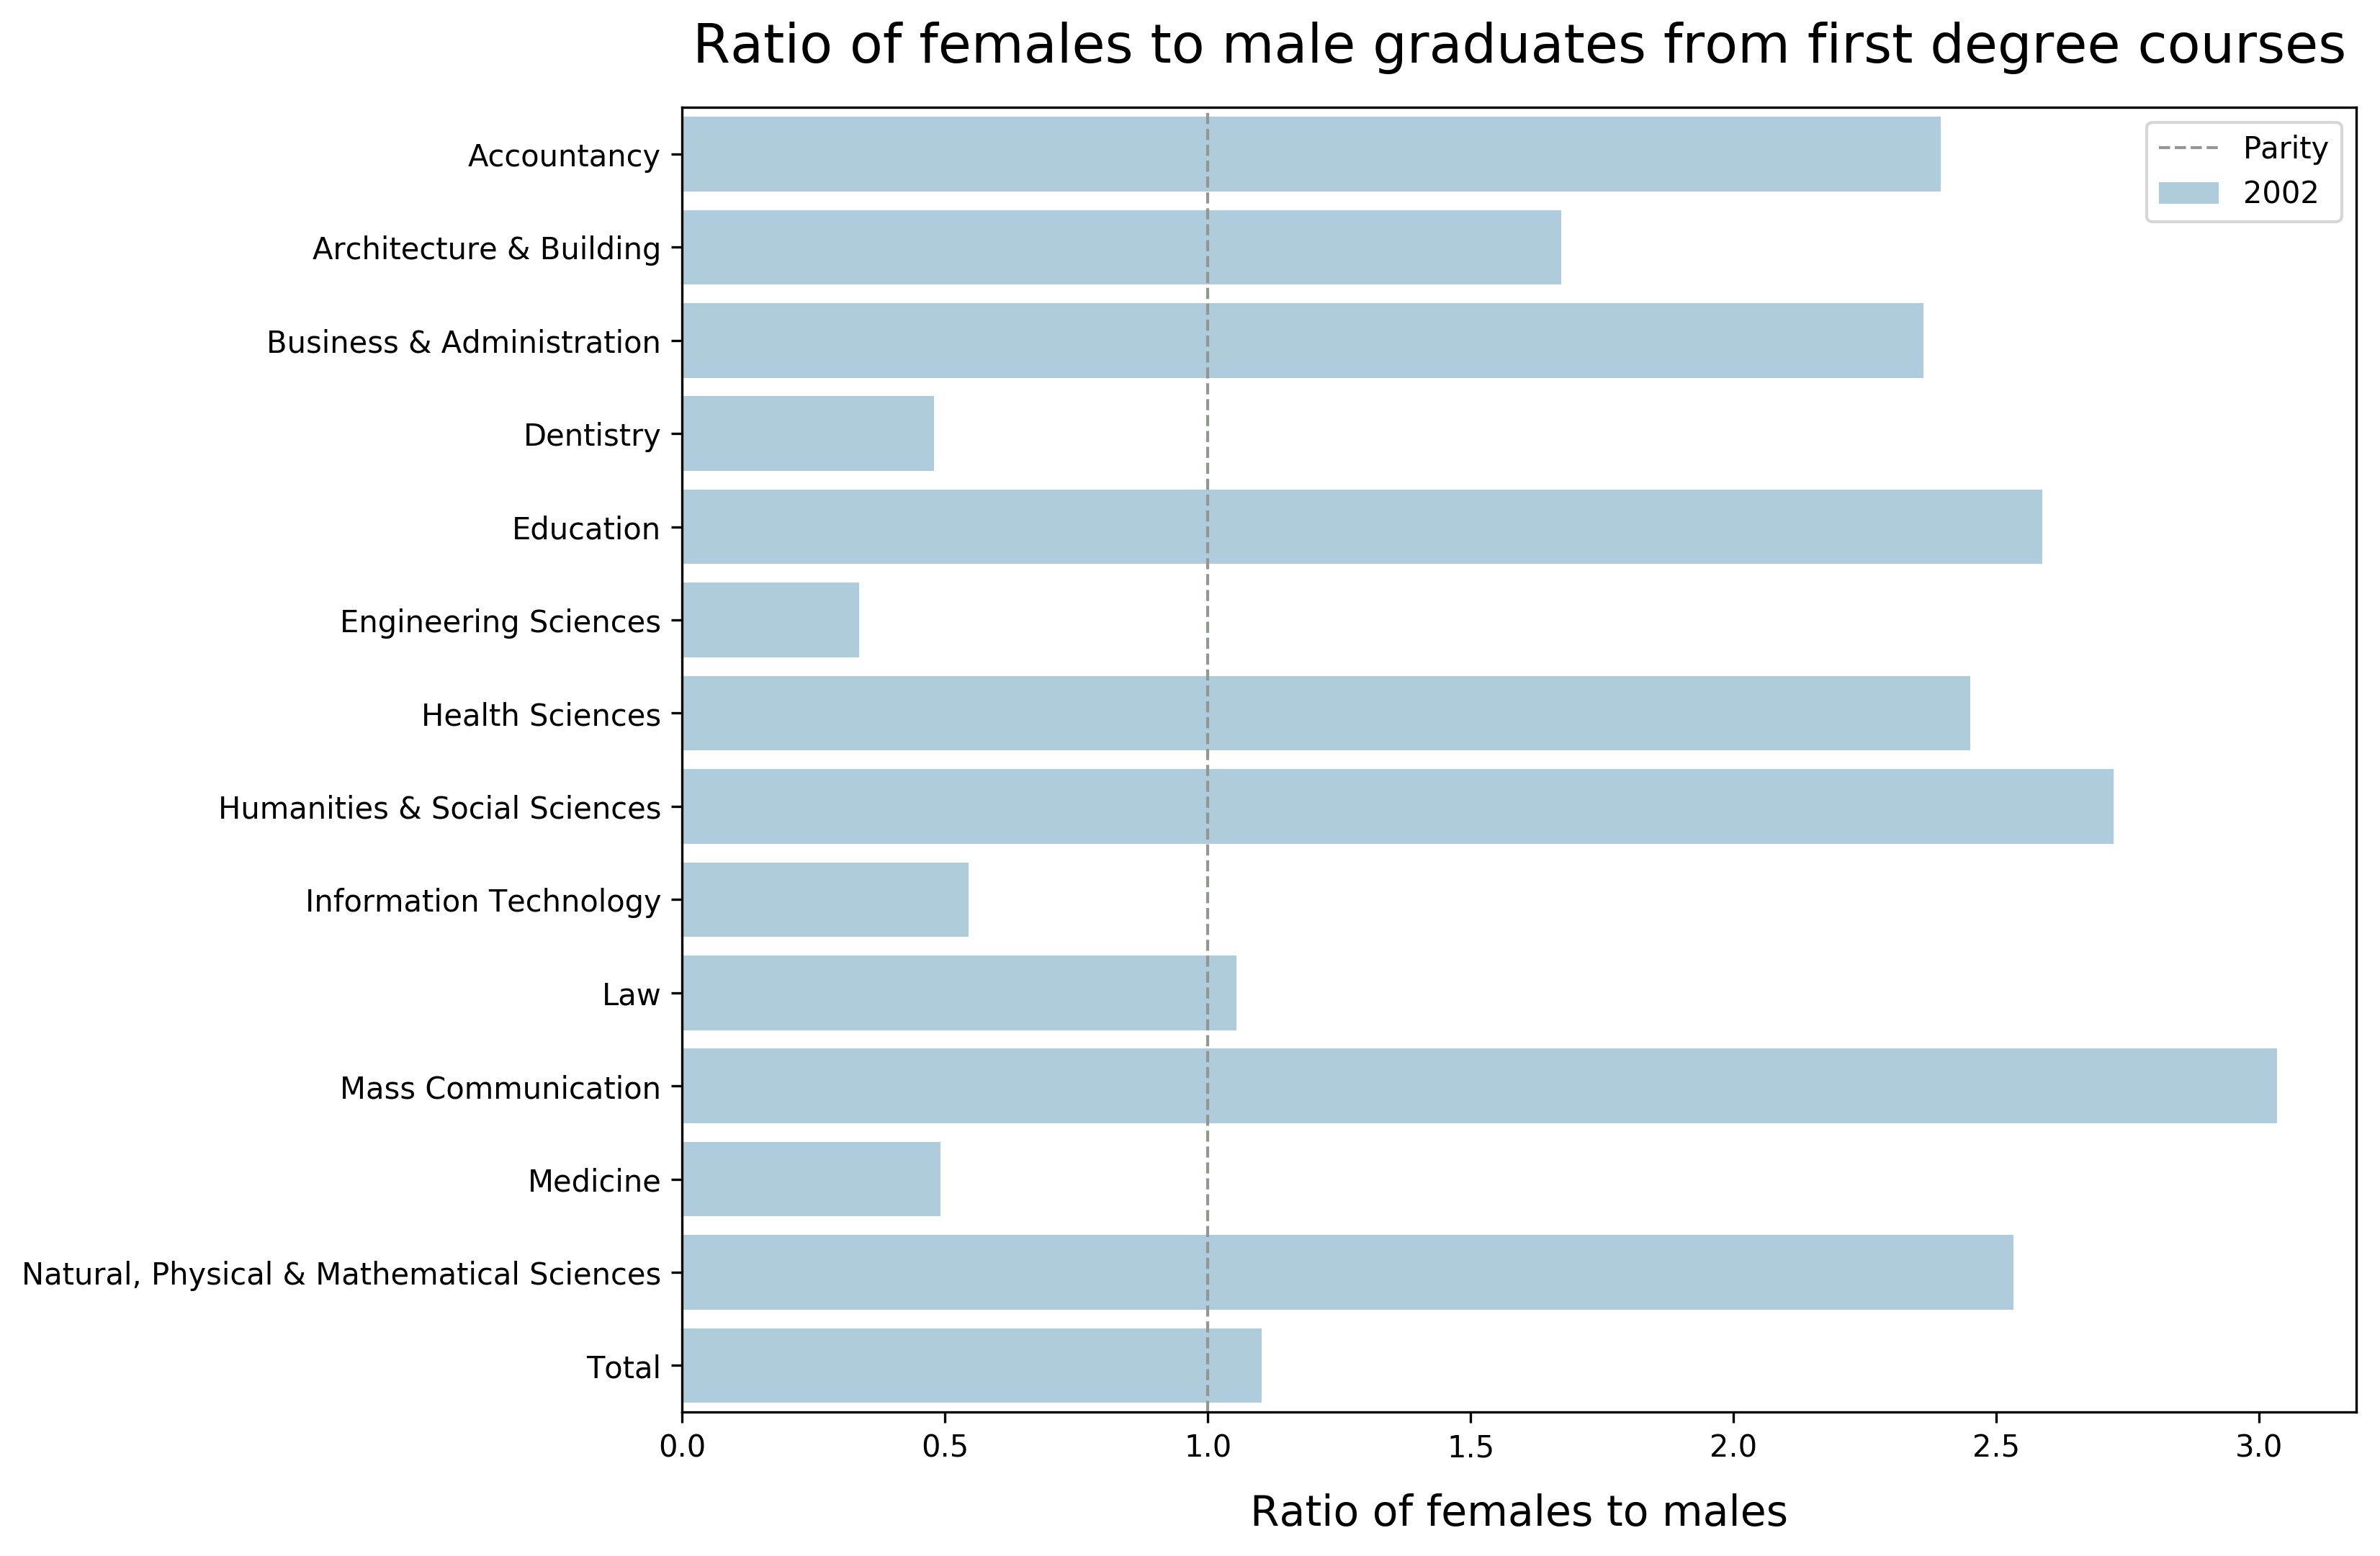 Ratio of females to male graduates from first degree courses
Parity
2002
Accountancy
Architecture & Building
Business & Administration
Dentistry
Education
Engineering Sciences
Health Sciences
Humanities & Social Sciences
Information Technology
Law
Mass Communication
Medicine
Natural, Physical & Mathematical Sciences
Total
0.0 0.5 1.0 1.5 2.0 2.5 3.0
Ratio of females to males